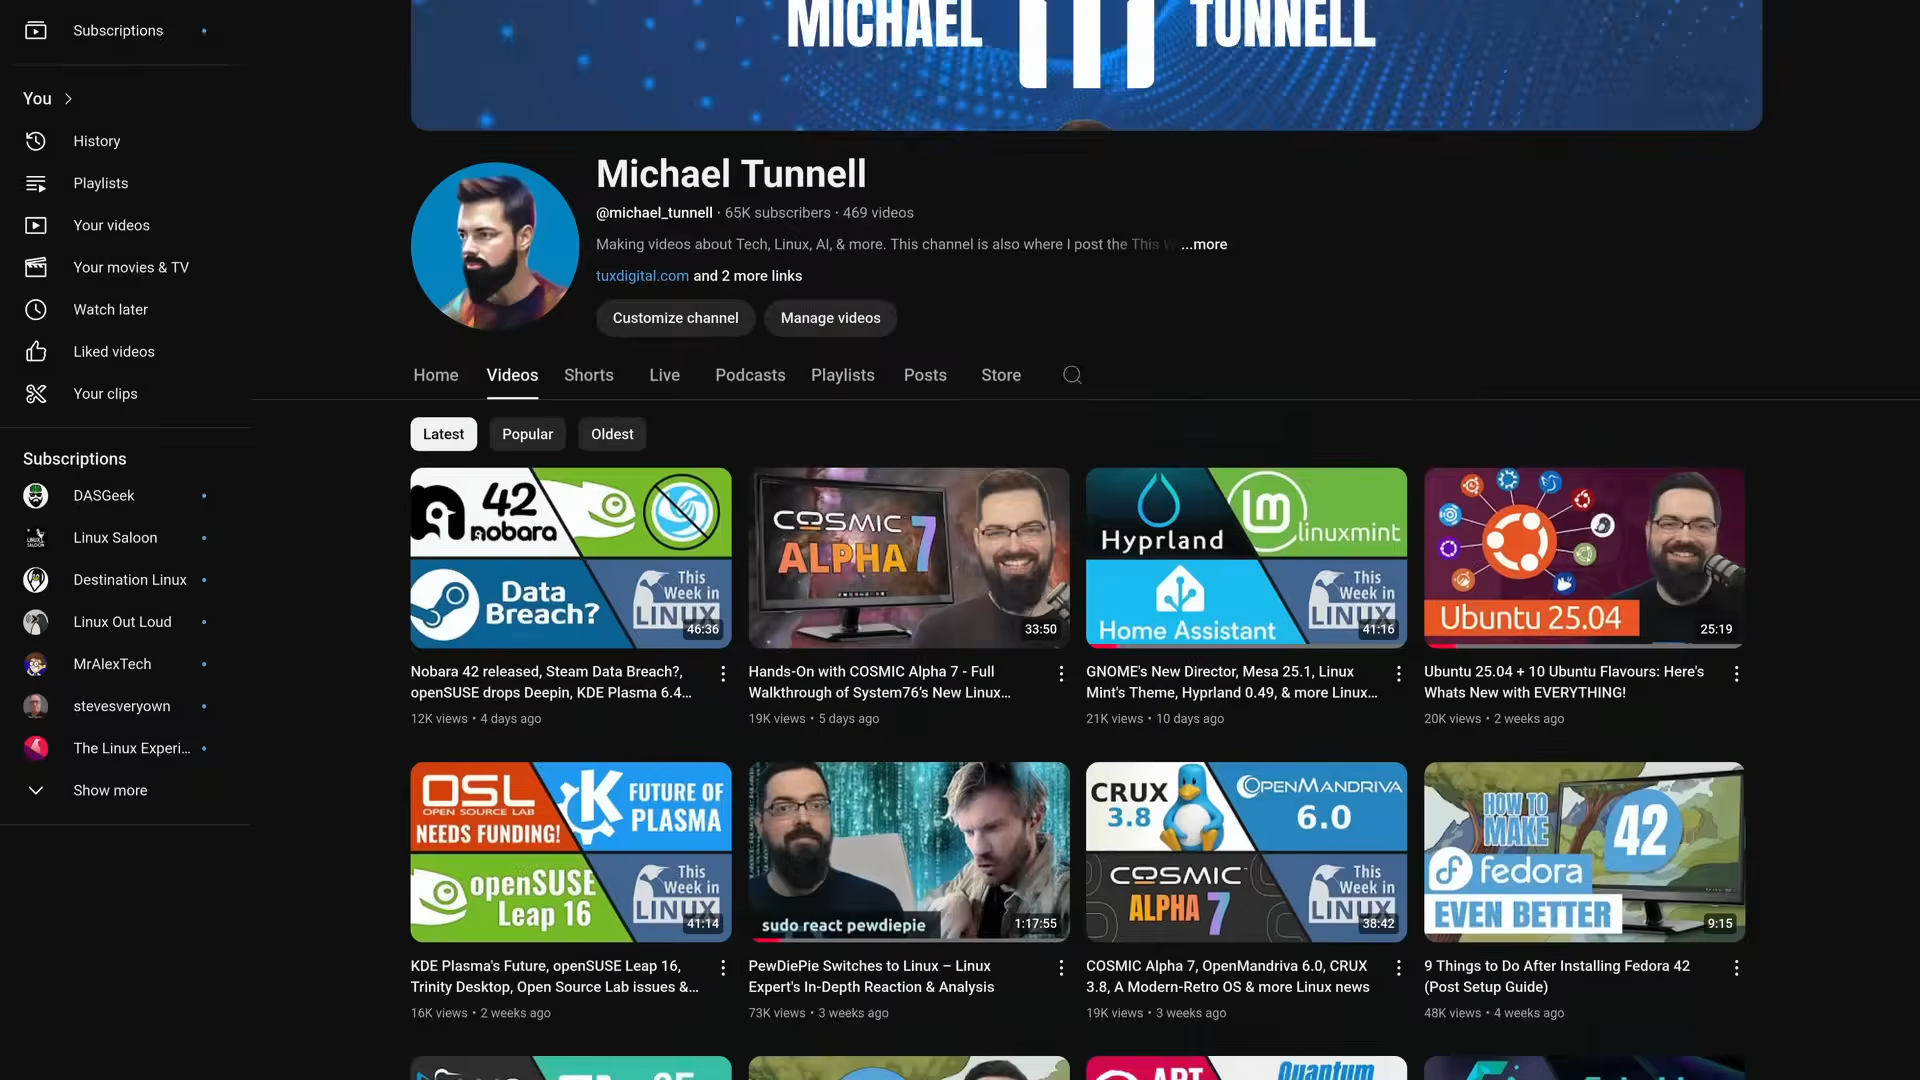 MICHAEL TUNNELL
Subscriptions
You
History
Playlists
Your videos
Your movies & TV
Watch later
Liked videos
Your clips
Subscriptions
DASGeek
Linux Saloon
Destination Linux
Linux Out Loud
MrAlexTech
stevesveryown
The Linux Experi...
Show more
Michael Tunnell
@michael_tunnell · 65K subscribers · 469 videos
Making videos about Tech, Linux, AI, & more. This channel is also where I post the This ...more
tuxdigital.com and 2 more links
Customize channel
Manage videos
Home Videos Shorts Live Podcasts Playlists Posts Store
Latest Popular Oldest
42
nobara
Data
Breach?
This
Week in
LINUX
46:36
Nobara 42 released, Steam Data Breach?,
openSUSE drops Deepin, KDE Plasma 6.4...
12K views • 4 days ago
COSMIC
ALPHA 7
33:50
Hands-On with COSMIC Alpha 7 - Full
Walkthrough of System76’s New Linux...
19K views • 5 days ago
Hyprland
linuxmint
Home Assistant
This
Week in
LINUX
41:16
GNOME's New Director, Mesa 25.1, Linux
Mint's Theme, Hyprland 0.49, & more Linux...
21K views • 10 days ago
Ubuntu 25.04
25:19
Ubuntu 25.04 + 10 Ubuntu Flavours: Here's
Whats New with EVERYTHING!
20K views • 2 weeks ago
OSL
OPEN SOURCE LAB
NEEDS FUNDING!
FUTURE OF
PLASMA
openSUSE
Leap 16
This
Week in
LINUX
41:14
KDE Plasma's Future, openSUSE Leap 16,
Trinity Desktop, Open Source Lab issues &...
16K views • 2 weeks ago
sudo react pewdiepie
1:17:55
PewDiePie Switches to Linux – Linux
Expert's In-Depth Reaction & Analysis
73K views • 3 weeks ago
CRUX
3.8
OPENMANDRIVA
6.0
COSMIC
ALPHA 7
This
Week in
LINUX
38:42
COSMIC Alpha 7, OpenMandriva 6.0, CRUX
3.8, A Modern-Retro OS & more Linux news
19K views • 3 weeks ago
HOW TO
MAKE
42
fedora
EVEN BETTER
9:15
9 Things to Do After Installing Fedora 42
(Post Setup Guide)
48K views • 4 weeks ago
Quantum